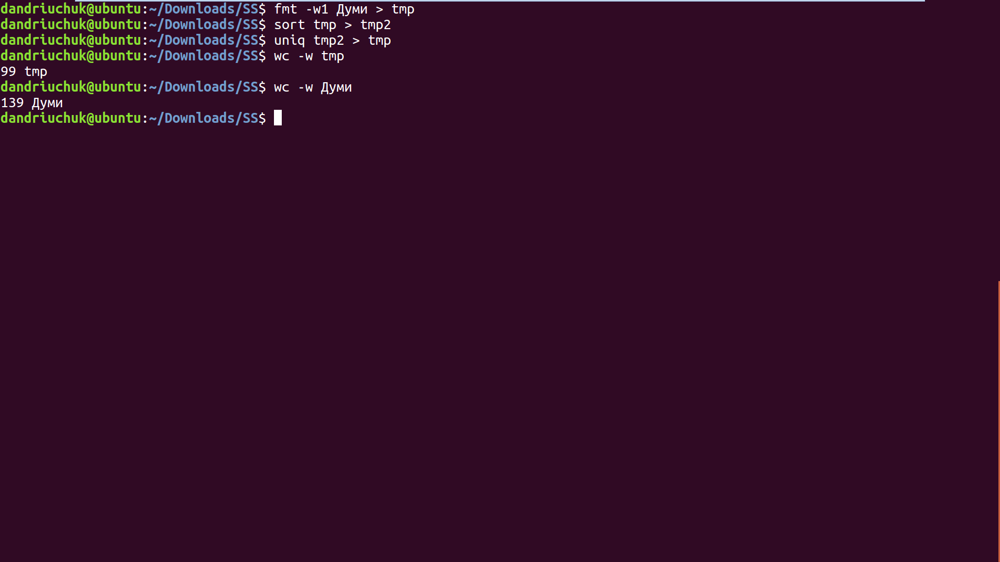 dandriuchuk@ubuntu:~/Downloads/SS$ fmt -w1 Думи > tmp
dandriuchuk@ubuntu:~/Downloads/SS$ sort tmp > tmp2
dandriuchuk@ubuntu:~/Downloads/SS$ uniq tmp2 > tmp
dandriuchuk@ubuntu:~/Downloads/SS$ wc -w tmp
99 tmp
dandriuchuk@ubuntu:~/Downloads/SS$ wc -w Думи
139 Думи
dandriuchuk@ubuntu:~/Downloads/SS$